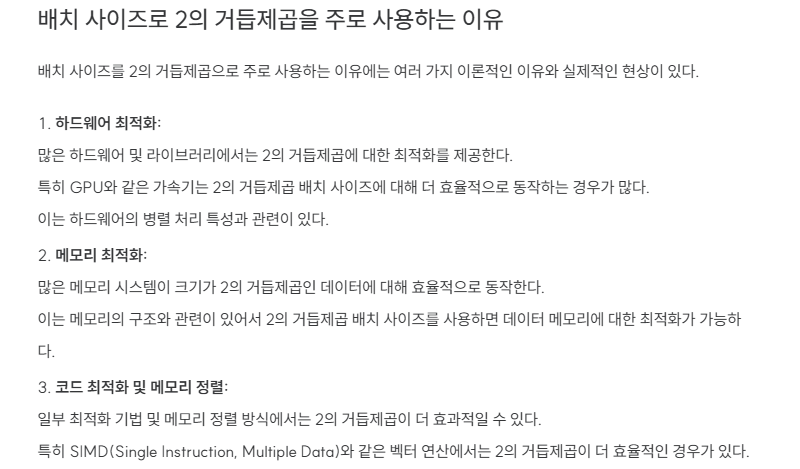 배치 사이즈로 2의 거듭제곱을 주로 사용하는 이유
배치 사이즈를 2의 거듭제곱으로 주로 사용하는 이유에는 여러 가지 이론적인 이유와 실제적인 현상이 있다.
1. 하드웨어 최적화:
많은 하드웨어 및 라이브러리에서는 2의 거듭제곱에 대한 최적화를 제공한다.
특히 GPU와 같은 가속기는 2의 거듭제곱 배치 사이즈에 대해 더 효율적으로 동작하는 경우가 많다.
이는 하드웨어의 병렬 처리 특성과 관련이 있다.
2. 메모리 최적화:
많은 메모리 시스템이 크기가 2의 거듭제곱인 데이터에 대해 효율적으로 동작한다.
이는 메모리의 구조와 관련이 있어서 2의 거듭제곱 배치 사이즈를 사용하면 데이터 메모리에 대한 최적화가 가능하
다.
3. 코드 최적화 및 메모리 정렬:
일부 최적화 기법 및 메모리 정렬 방식에서는 2의 거듭제곱이 더 효과적일 수 있다.
특히 SIMD(Single Instruction, Multiple Data)와 같은 벡터 연산에서는 2의 거듭제곱이 더 효율적인 경우가 있다.